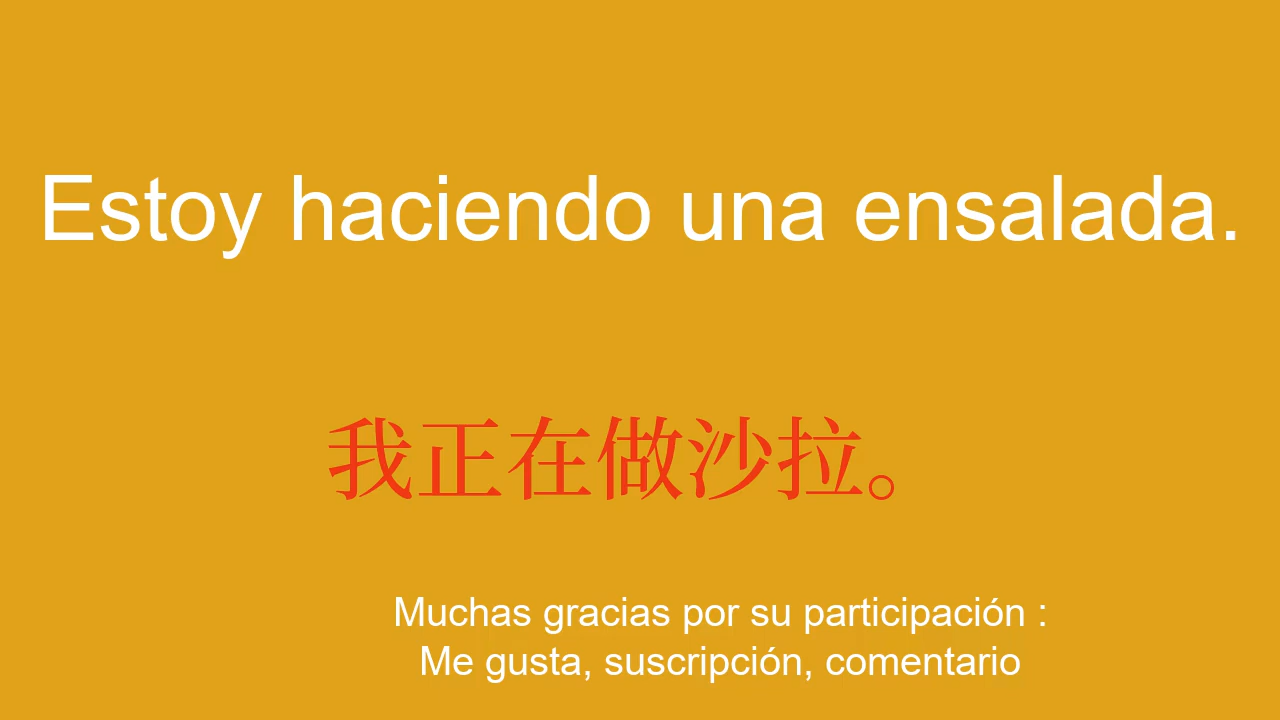 Estoy haciendo una ensalada.
我正在做沙拉。
Muchas gracias por su participación :
Me gusta, suscripción, comentario